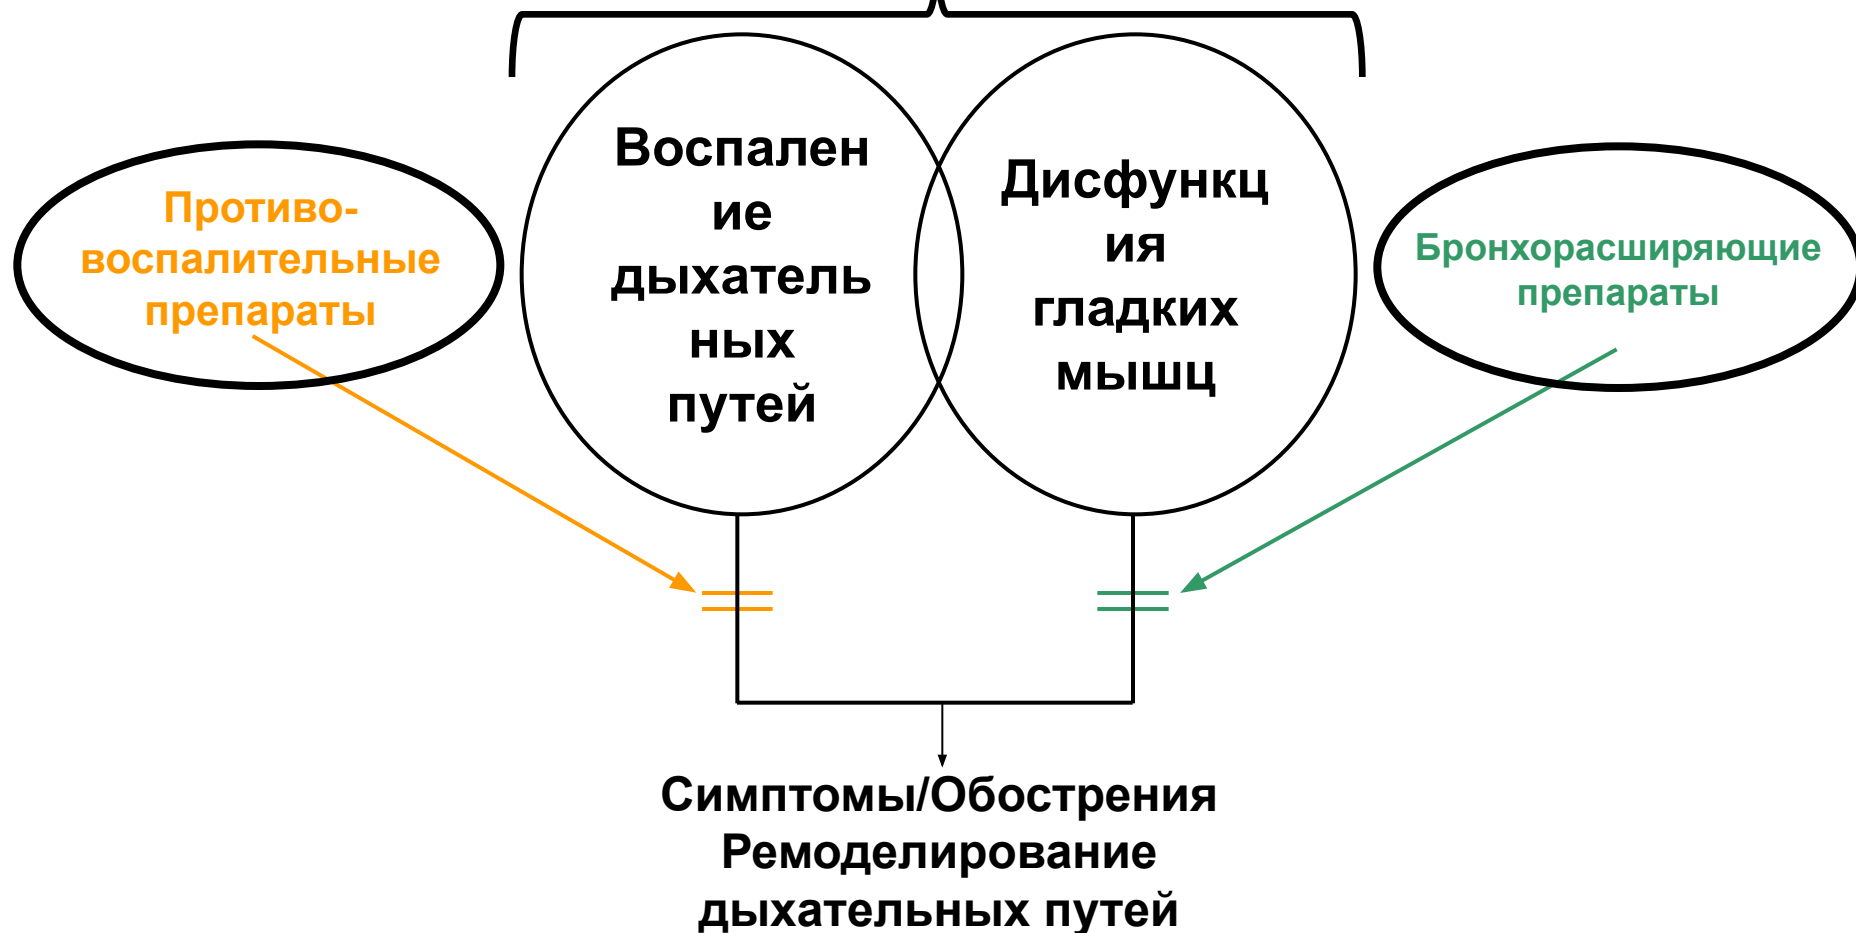 Воспален
ие
дыхатель
ных
путей
Дисфункц
ия
гладких
мышц
Противо-
воспалительные
препараты
Бронхорасширяющие
препараты
Симптомы/Обострения
Ремоделирование
дыхательных путей